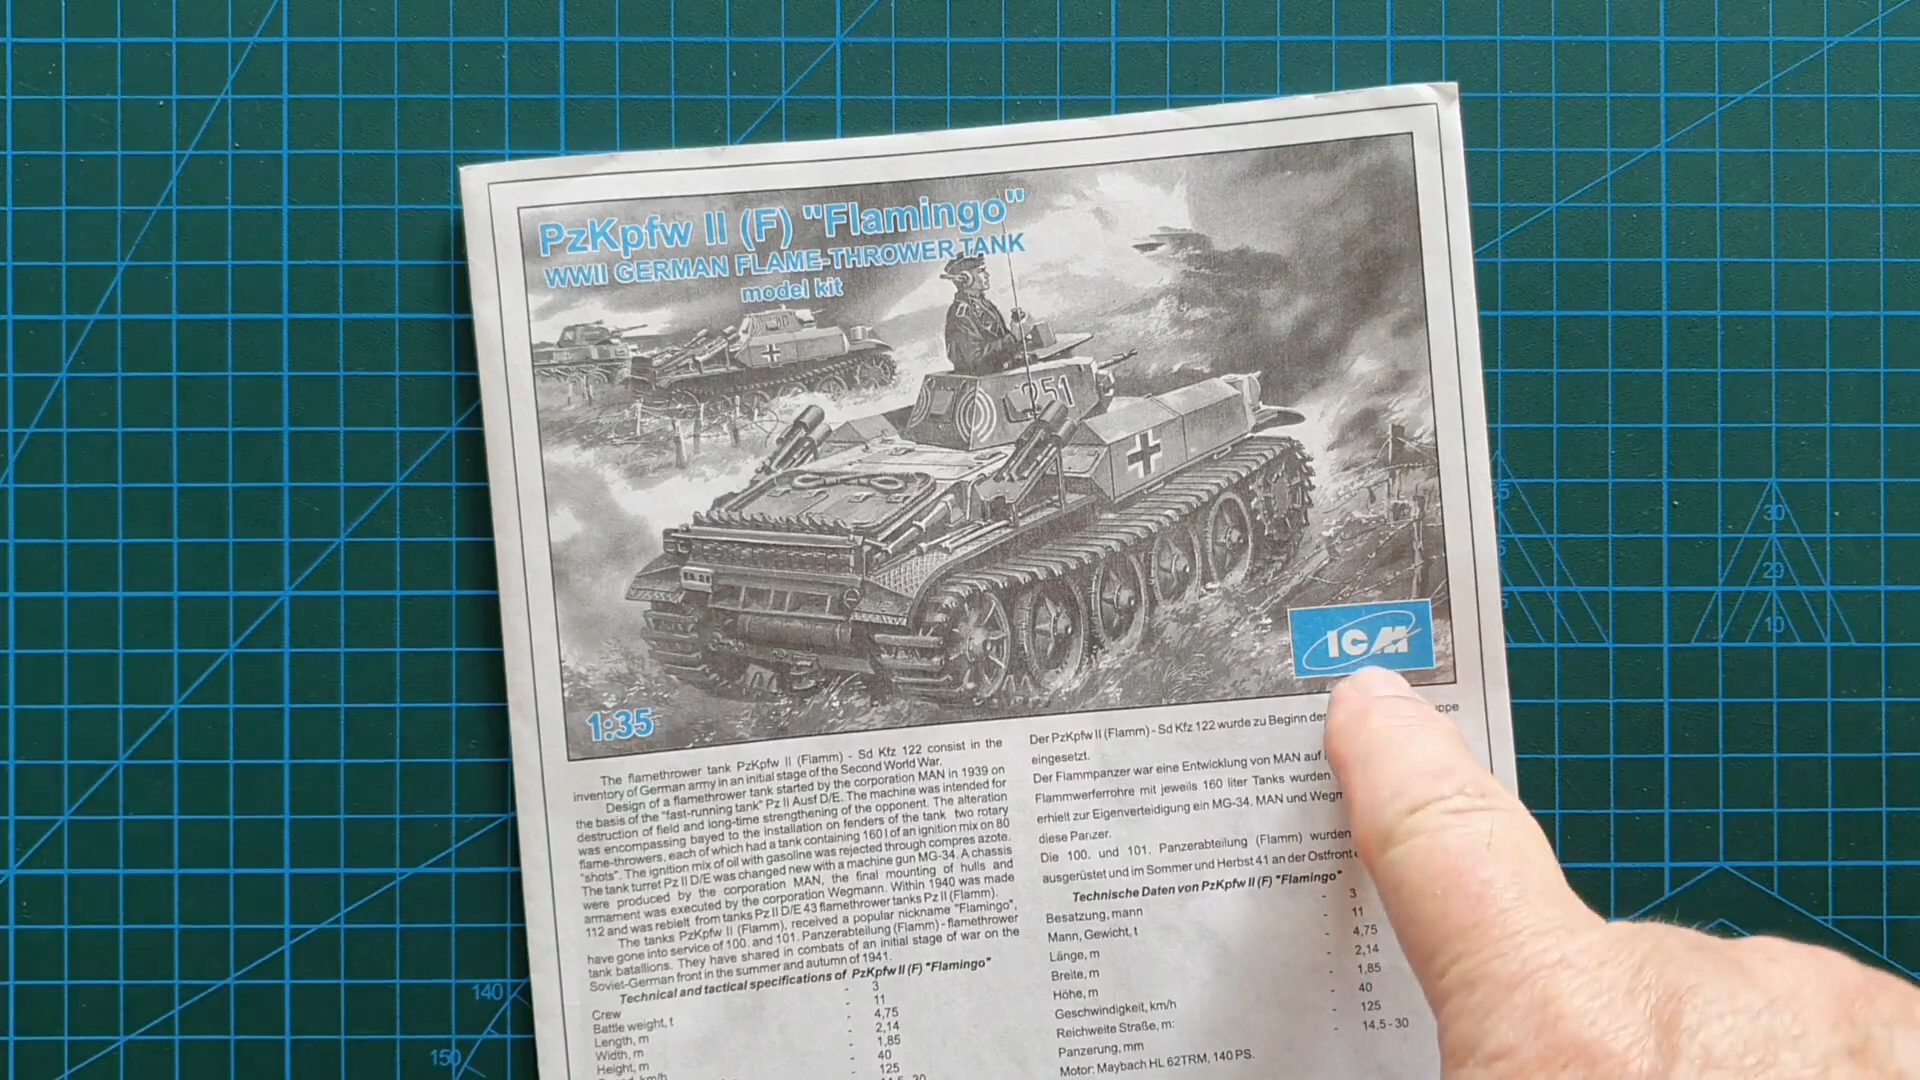 PzKpfw II (F) "Flamingo"
WWII GERMAN FLAME-THROWER TANK
model kit
251
ICM
1:35
The flamethrower tank PzKpfw II (Flamm) - Sd Kfz 122 consist in the
inventory of German army in an initial stage of the Second World War.
Design of a flamethrower tank started by the corporation MAN in 1939 on
the basis of the "fast-running tank" Pz II Ausf D/E. The machine was intended for
destruction of field and long-time strengthening of the opponent. The alteration
was encompassing bayed to the installation on fenders of the tank two rotary
flame-throwers, each of which had a tank containing 160 l of an ignition mix on 80
"shots". The ignition mix of oil with gasoline was rejected through compres azote.
The tank turret Pz II D/E was changed new with a machine gun MG-34. A chassis
were produced by the corporation MAN, the final mounting of hulls and
armament was executed by the corporation Wegmann. Within 1940 was made
112 and was rebielt from tanks Pz II D/E 43 flamethrower tanks Pz II (Flamm).
The tanks PzKpfw II (Flamm), received a popular nickname "Flamingo",
have gone into service of 100. and 101. Panzerabteilung (Flamm) - flamethrower
tank batallions. They have shared in combats of an initial stage of war on the
Soviet-German front in the summer and autumn of 1941.
Technical and tactical specifications of PzKpfw II (F) "Flamingo"
Crew - 3
Battle weight, t - 11
Length, m - 4,75
Width, m - 2,14
Height, m - 1,85
km/h - 40
125
Der PzKpfw II (Flamm) - Sd Kfz 122 wurde zu Beginn
eingesetzt.
Der Flammpanzer war eine Entwicklung von MAN auf
Flammwerferrohre mit jeweils 160 liter Tanks wurden
erhielt zur Eigenverteidigung ein MG-34. MAN und
diese Panzer.
Die 100. und 101. Panzerabteilung (Flamm) wurden
ausgerüstet und im Sommer und Herbst 41 an der Ostfront
Technische Daten von PzKpfw II (F) "Flamingo"
Besatzung, mann - 3
Mann, Gewicht, t - 11
Länge, m - 4,75
Breite, m - 2,14
Höhe, m - 1,85
Geschwindigkeit, km/h - 40
Reichweite Straße, m: - 125
Panzerung, mm - 14,5 - 30
Motor: Maybach HL 62TRM, 140 PS.
140
150
30
20
10